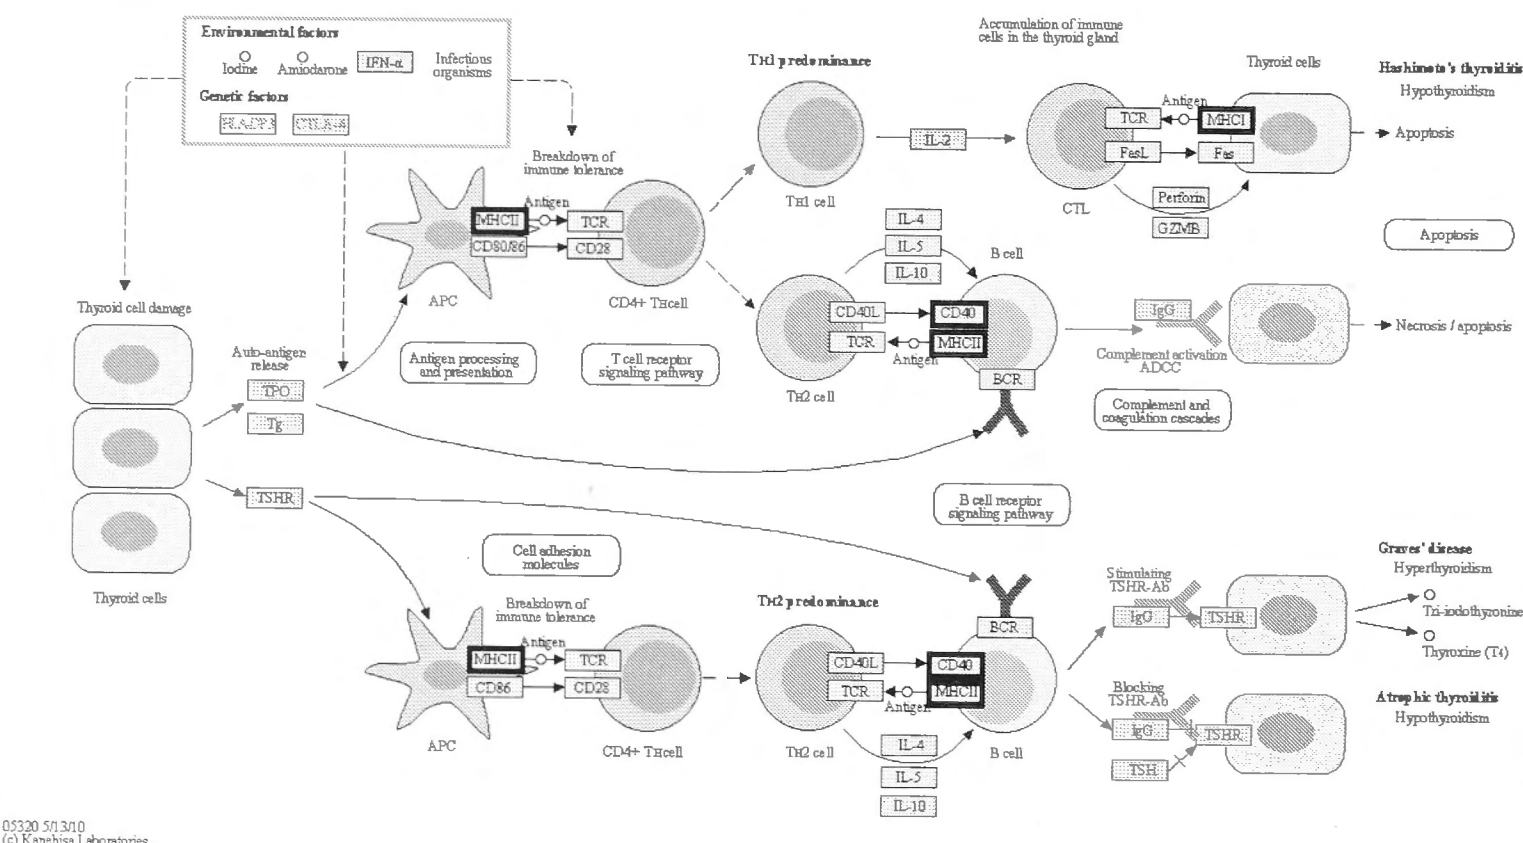 Environmental factors
Iodine
Amiodarone
IFN-α
Infectious
organisms
Genetic factors
CTLA-4
Thyroid cell damage
Thyroid cells
Auto-antigen
release
TPO
Tg
TSHR
Breakdown of
immune tolerance
Antigen
MHCII
TCR
CD80/86
CD28
APC
CD4+ TH cell
Antigen processing
and presentation
T cell receptor
signaling pathway
TH1 predominance
TH1 cell
IL-2
Accumulation of immune
cells in the thyroid gland
CTL
Thyroid cells
Antigen
TCR
MHCI
FasL
Fas
Perforin
GZMB
Hashimoto's thyroiditis
Hypothyroidism
Apoptosis
Apoptosis
IL-4
IL-5
IL-10
B cell
CD40L
CD40
TCR
MHCII
Antigen
BCR
TH2 cell
IgG
Complement activation
ADCC
Necrosis / apoptosis
Complement and
coagulation cascades
B cell receptor
signaling pathway
Cell adhesion
molecules
Breakdown of
immune tolerance
Antigen
MHCII
TCR
CD86
CD28
APC
CD4+ TH cell
TH2 predominance
BCR
CD40L
CD40
TCR
MHCII
Antigen
TH2 cell
B cell
IL-4
IL-5
IL-10
Stimulating
TSHR-Ab
IgG
TSHR
Graves' disease
Hyperthyroidism
Tri-iodothyronine
Thyroxine (T4)
Blocking
TSHR-Ab
IgG
TSHR
TSH
Atrophic thyroiditis
Hypothyroidism
05320 5/13/10
(c) Kanehisa Laboratories